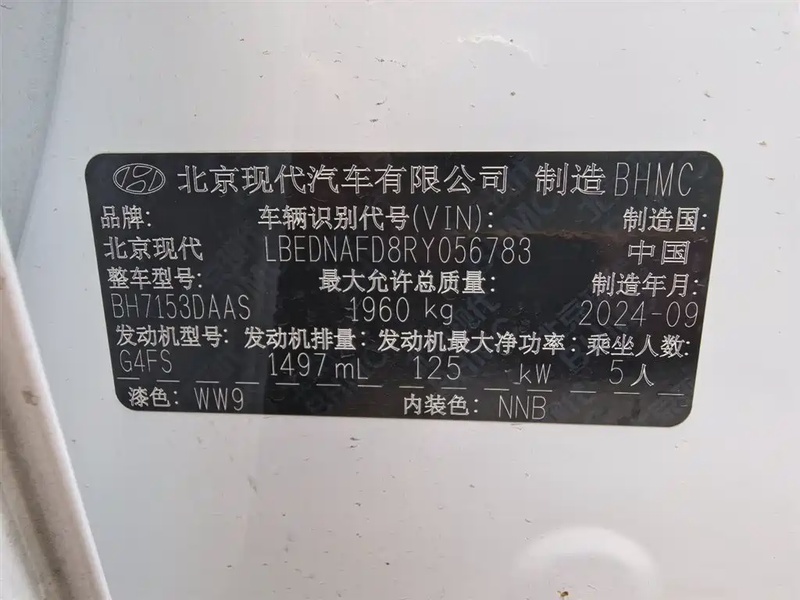 北京现代汽车有限公司 制造 BHMC
品牌: 车辆识别代号(VIN): 制造国:
北京现代 LBEDNAFD8RY056783 中国
整车型号: 最大允许总质量: 制造年月:
BH7153DAAS 1960 kg 2024-09
发动机型号: 发动机排量: 发动机最大净功率: 乘坐人数:
G4FS 1497 mL 125 kW 5人
漆色: WW9 内装色: NNB